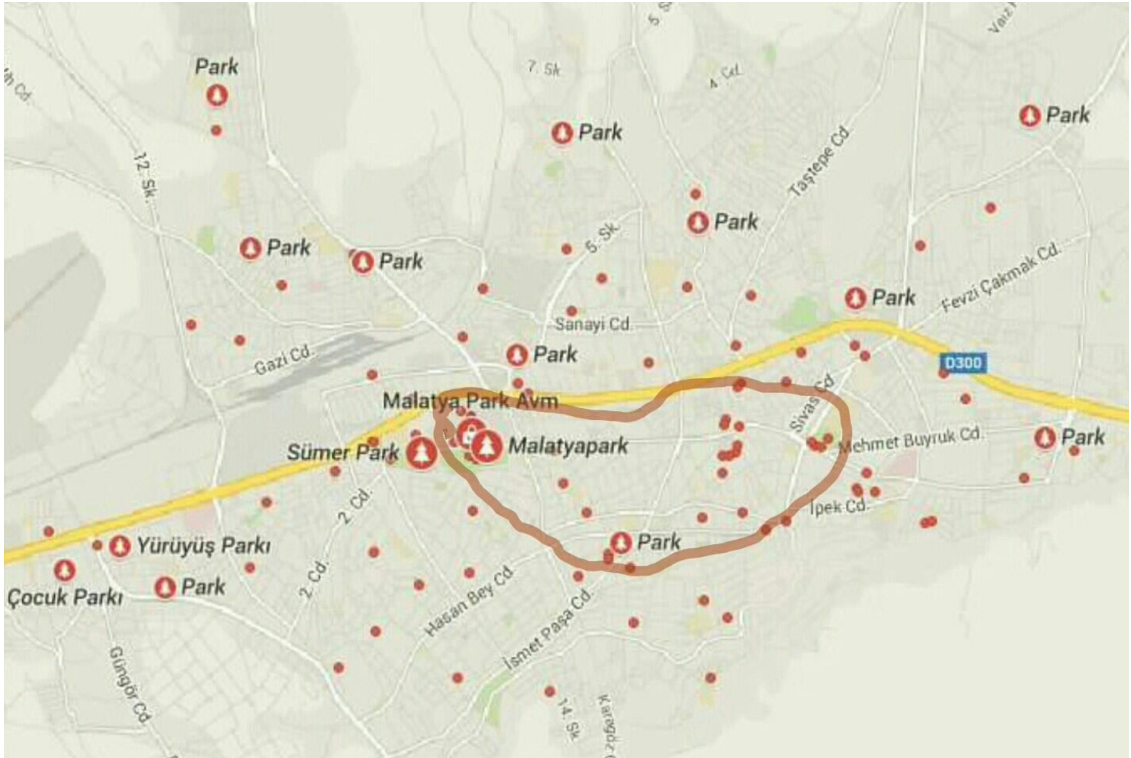 5. S
Vaiz
Park
7. Sk.
4. Cd.
Park
Park
12. Sk.
Taştepe Cd.
Park
Park
Park
5. Sk.
Fevzi Çakmak Cd.
Park
Sanayi Cd.
Gazi Cd.
Park
D300
Malatya Park Avm
Sivas Cd
Sümer Park
Malatyapark
Mehmet Buyruk Cd.
Park
2. Cd.
İpek Cd.
Yürüyüş Parkı
Park
Çocuk Parkı
Park
2. Cd.
Hasan Bey Cd
İsmet Paşa Cd.
Güngör Cd.
14. Sk
Karagöz